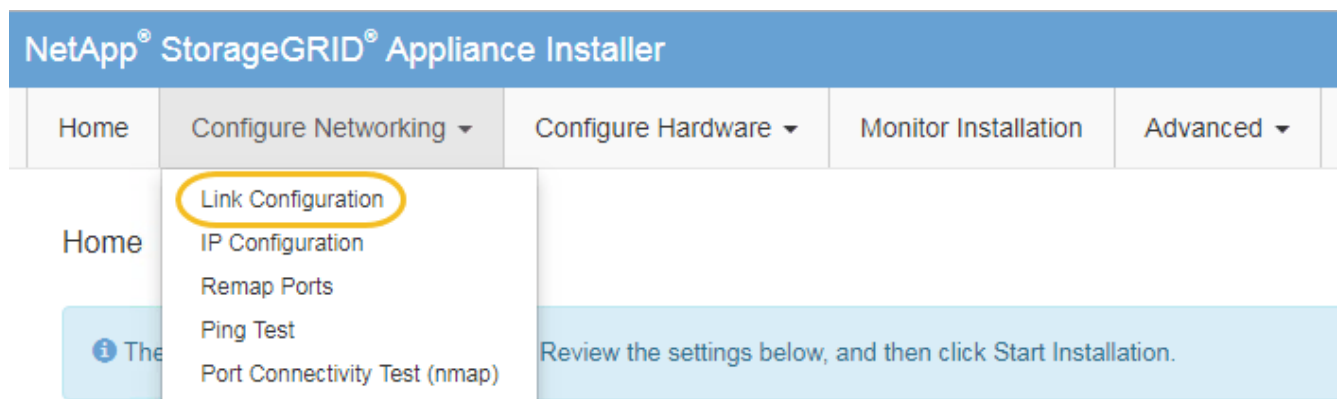 NetApp® StorageGRID® Appliance Installer
Home Configure Networking Configure Hardware Monitor Installation Advanced
Link Configuration
Home
IP Configuration
Remap Ports
Ping Test
The Review the settings below, and then click Start Installation.
Port Connectivity Test (nmap)